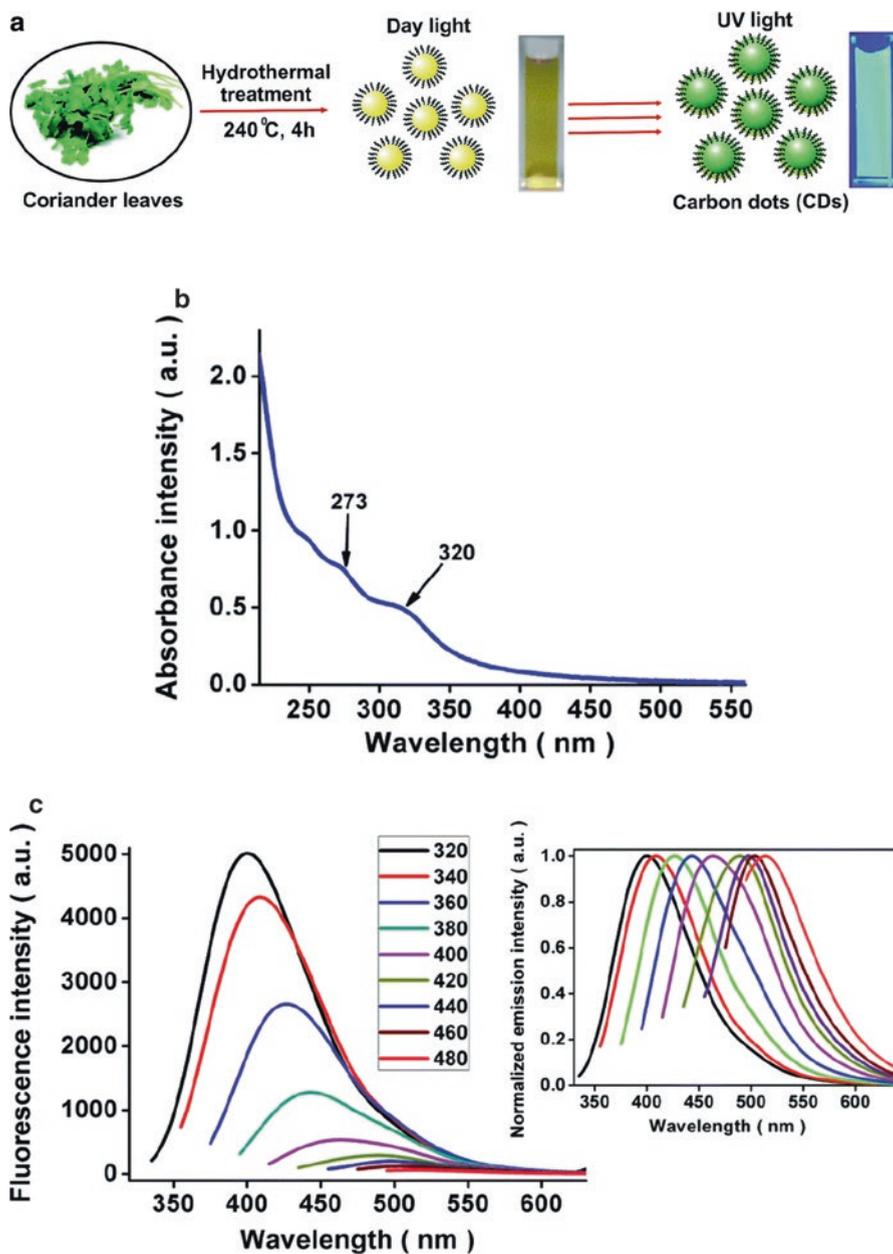 a
Day light
UV light
Hydrothermal
treatment
240 ⁰C, 4h
Coriander leaves
Carbon dots (CDs)
b
Absorbance intensity ( a.u. )
2.0
1.5
1.0
0.5
0.0
273
320
250 300 350 400 450 500 550
Wavelength ( nm )
c
Fluorescence intensity ( a.u. )
5000
4000
3000
2000
1000
0
320
340
360
380
400
420
440
460
480
350 400 450 500 550 600
Wavelength ( nm )
Normalized emission intensity ( a.u. )
1.0
0.8
0.6
0.4
0.2
0.0
350 400 450 500 550 600
Wavelength ( nm )